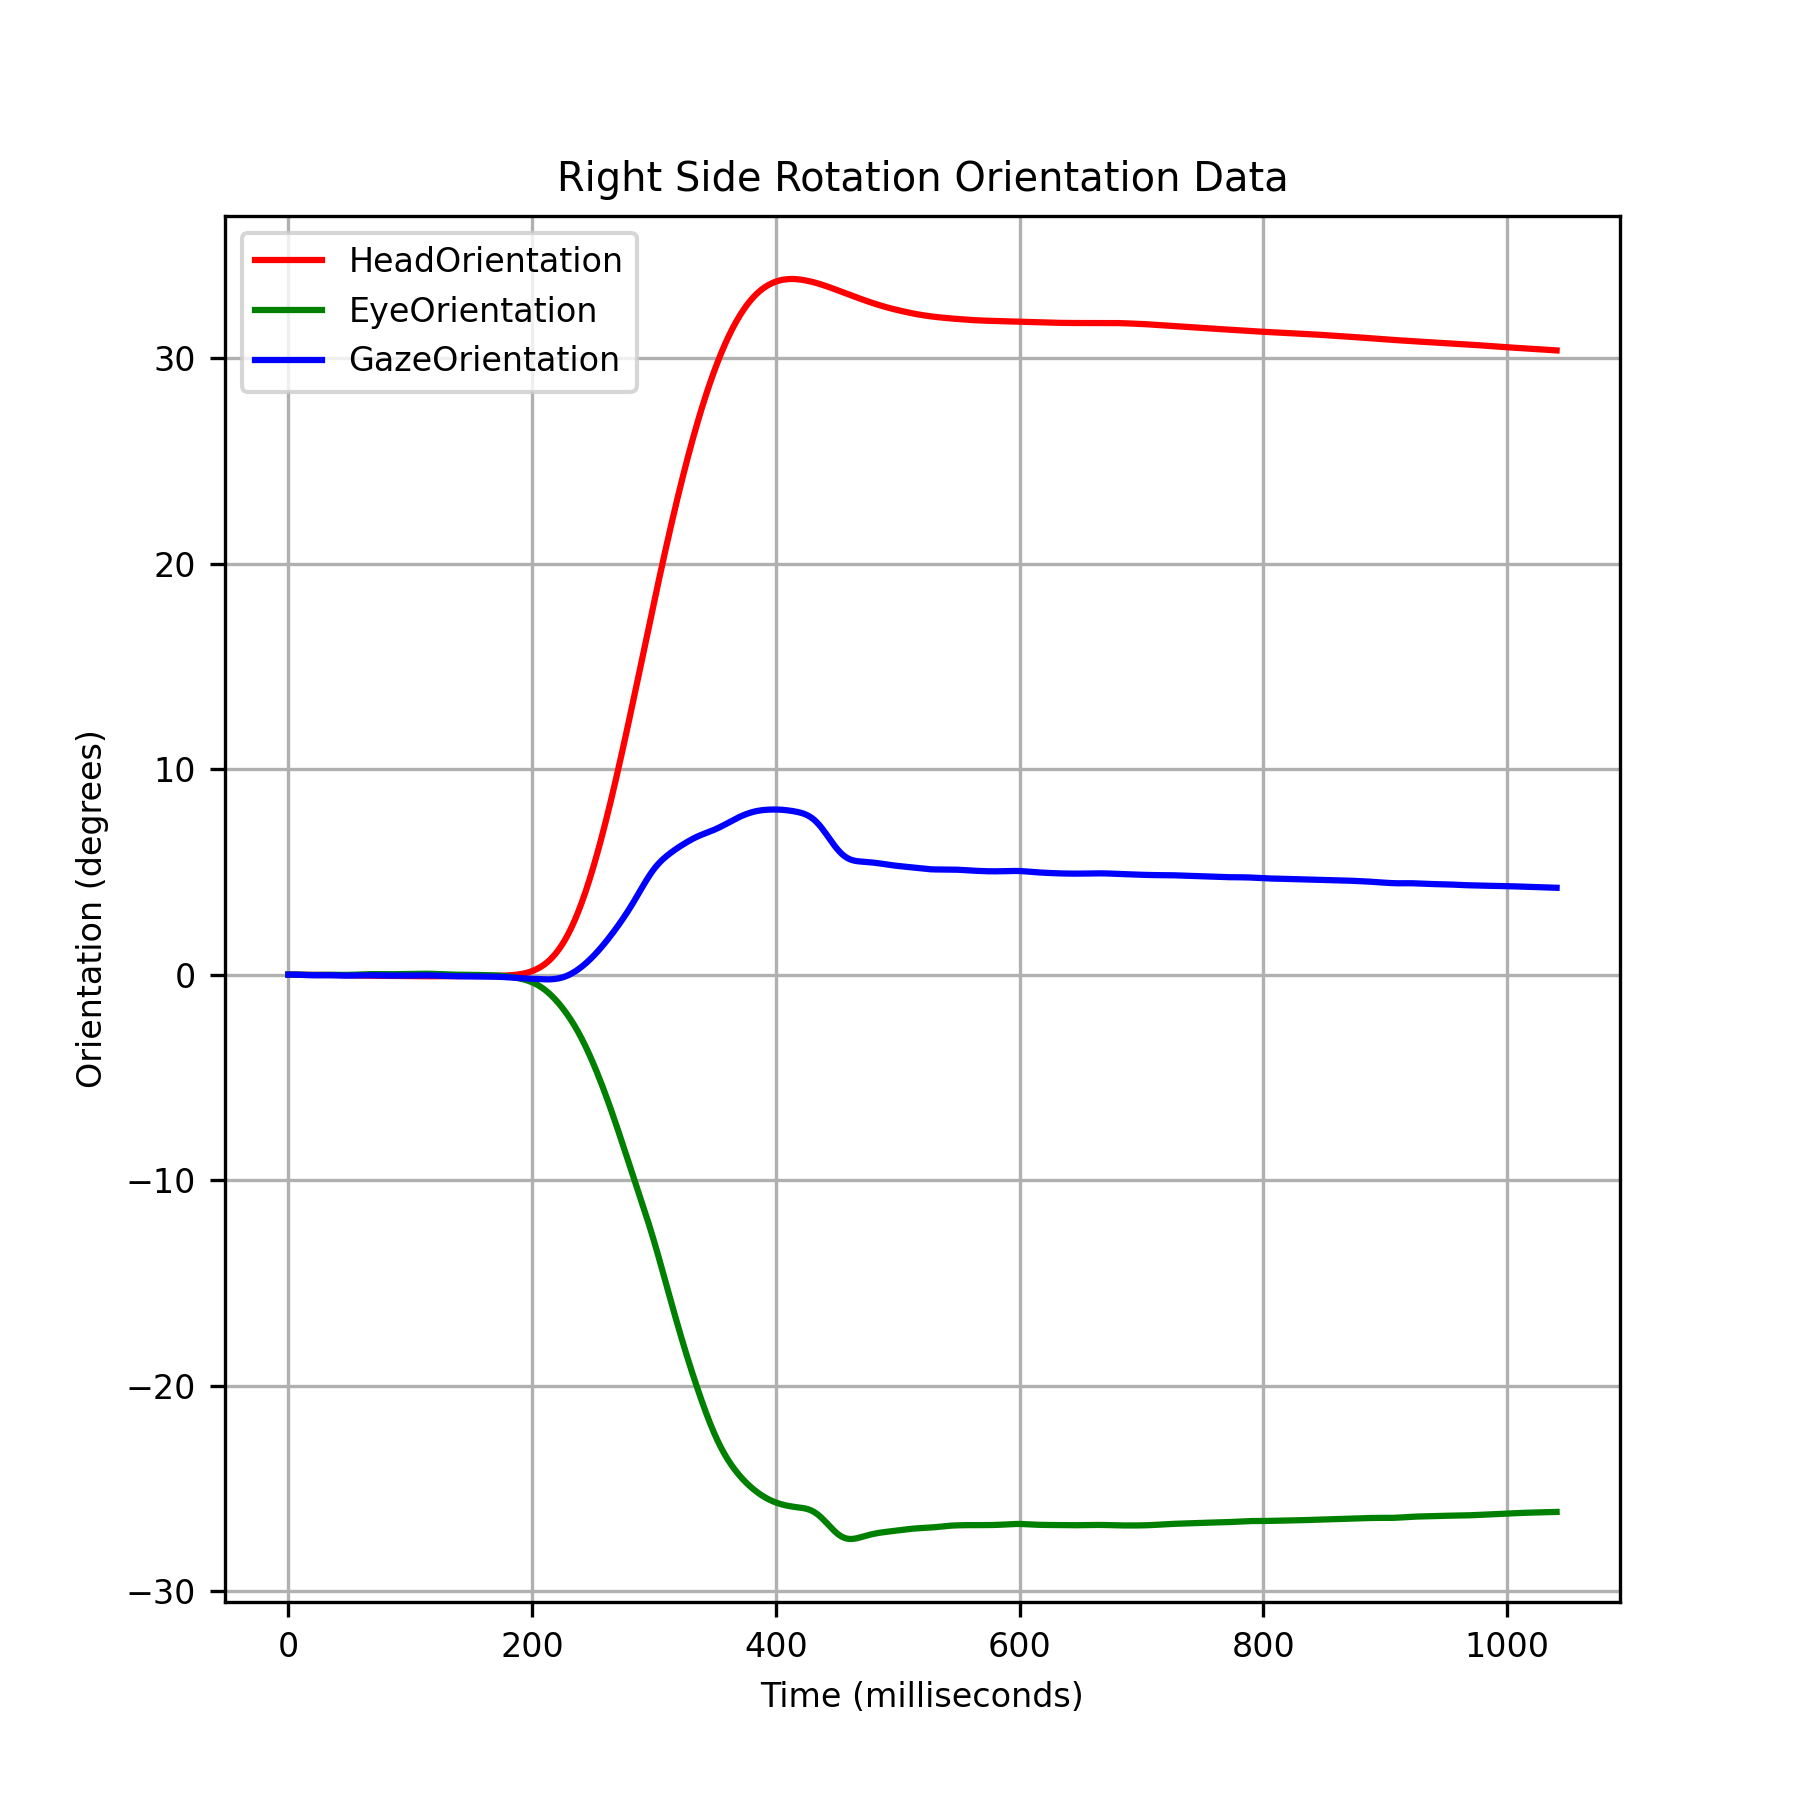 Right Side Rotation Orientation Data
HeadOrientation
EyeOrientation
GazeOrientation
30
20
10
0
−10
−20
−30
Orientation (degrees)
0 200 400 600 800 1000
Time (milliseconds)